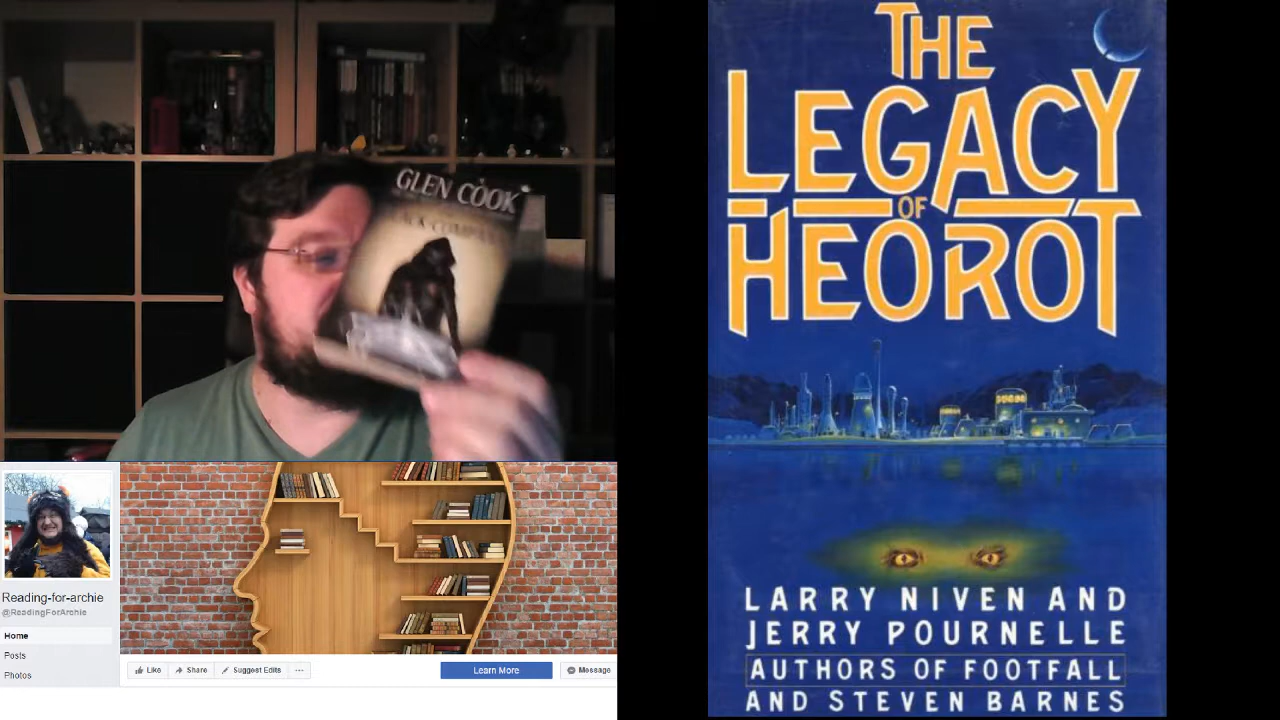 GLEN COOK
Reading-for-archie
@ReadingForArchie
Home
Posts
Photos
Like
Share
Suggest Edits
Learn More
Message
THE
LEGACY
OF
HEOROT
LARRY NIVEN AND
JERRY POURNELLE
AUTHORS OF FOOTFALL
AND STEVEN BARNES